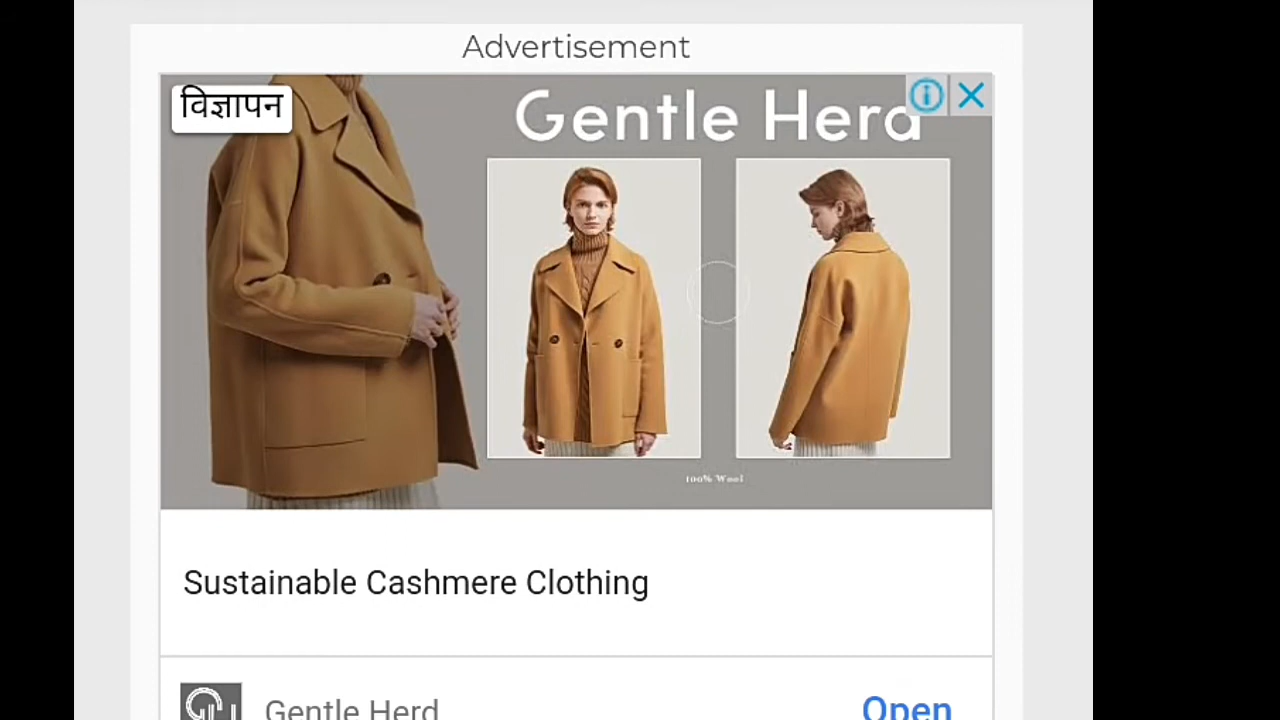 Advertisement
विज्ञापन
Gentle Herd
100% Wool
Sustainable Cashmere Clothing
Gentle Herd
Open